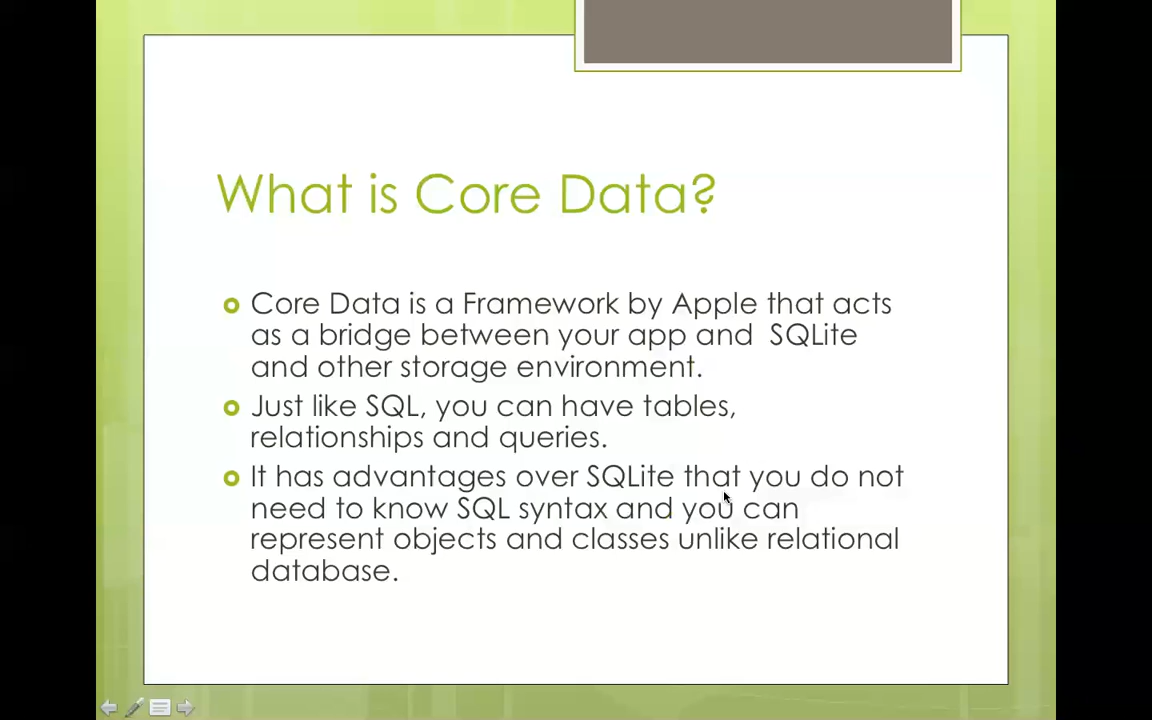 What is Core Data?
Core Data is a Framework by Apple that acts
as a bridge between your app and  SQLite
and other storage environment.
Just like SQL, you can have tables,
relationships and queries.
It has advantages over SQLite that you do not
need to know SQL syntax and you can
represent objects and classes unlike relational
database.